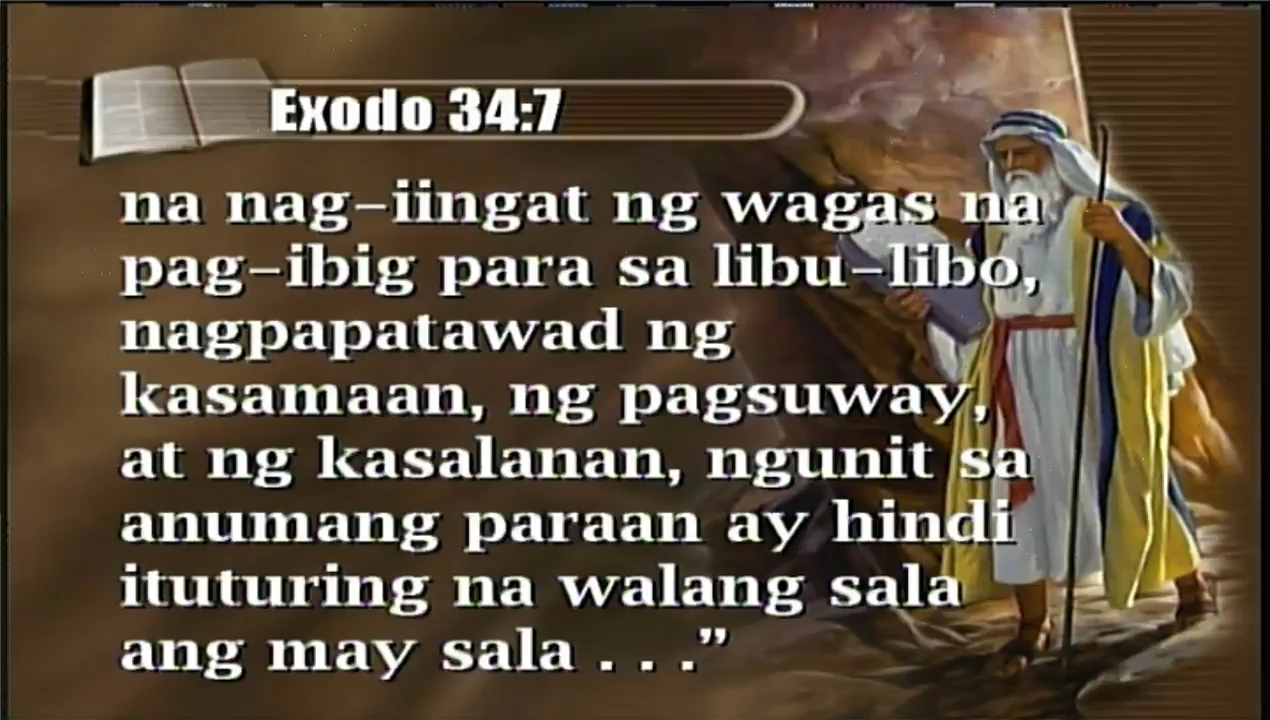 Exodo 34:7
na nag-iingat ng wagas na
pag-ibig para sa libu-libo,
nagpapatawad ng
kasamaan, ng pagsuway,
at ng kasalanan, ngunit sa
anumang paraan ay hindi
ituturing na walang sala
ang may sala . . .”